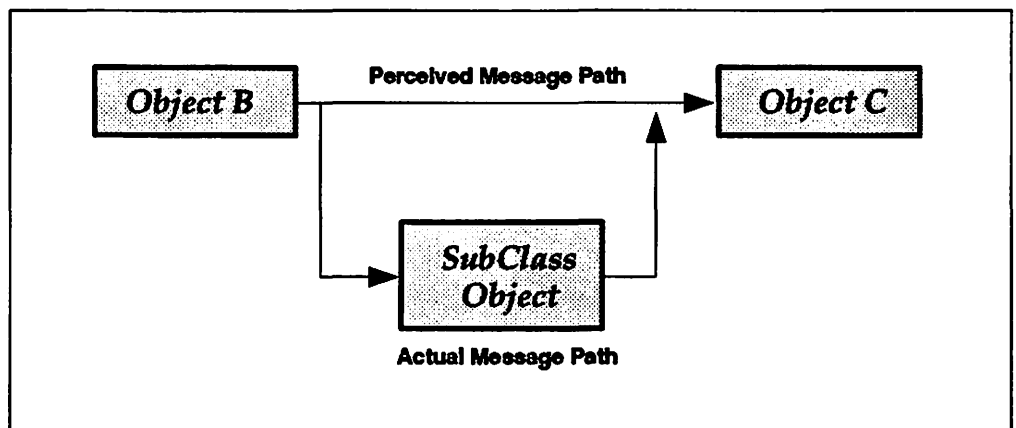 Perceived Message Path
Object B
Object C
SubClass
Object
Actual Message Path